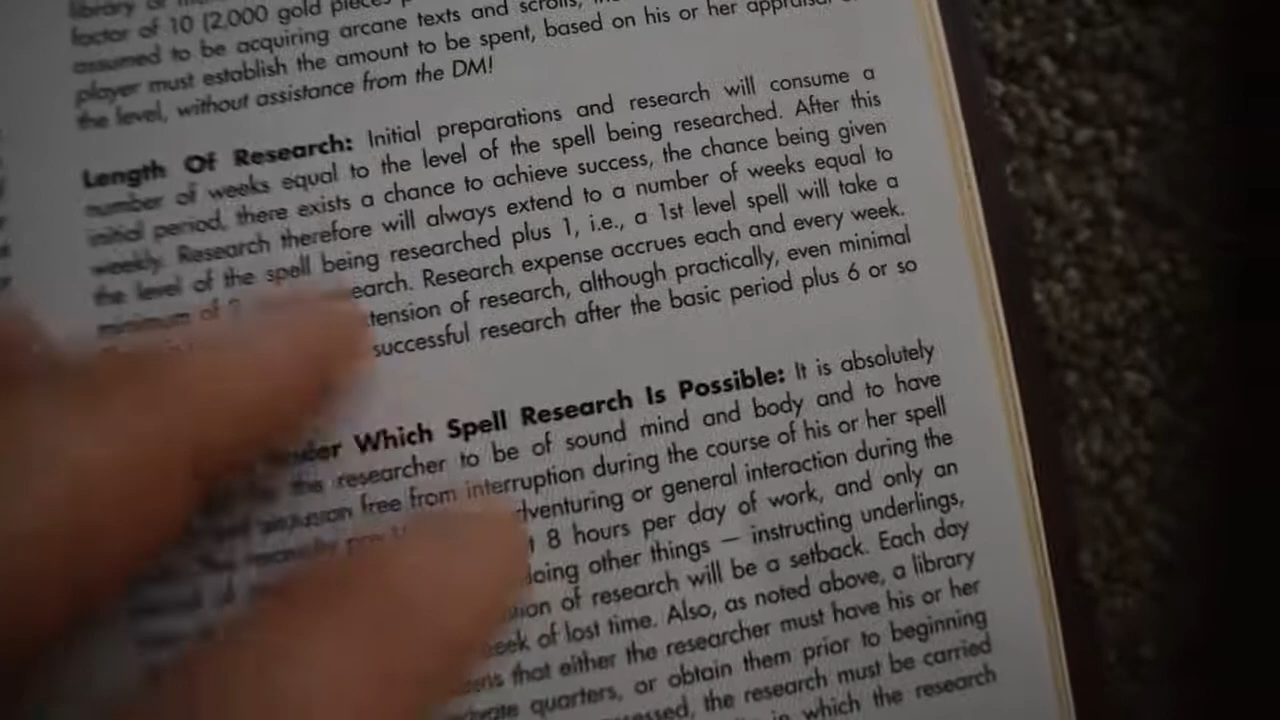 factor of 10 (2,000 gold pieces
assumed to be acquiring arcane texts and scrolls,
player must establish the amount to be spent, based on his or her appraisal
the level, without assistance from the DM!
Length Of Research: Initial preparations and research will consume a
number of weeks equal to the level of the spell being researched. After this
initial period, there exists a chance to achieve success, the chance being given
weekly. Research therefore will always extend to a number of weeks equal to
the level of the spell being researched plus 1, i.e., a 1st level spell will take a
minimum of earch. Research expense accrues each and every week.
tension of research, although practically, even minimal
successful research after the basic period plus 6 or so
nder Which Spell Research Is Possible: It is absolutely
the researcher to be of sound mind and body and to have
free from interruption during the course of his or her spell
dventuring or general interaction during the
8 hours per day of work, and only an
doing other things — instructing underlings,
tion of research will be a setback. Each day
eek of lost time. Also, as noted above, a library
that either the researcher must have his or her
quarters, or obtain them prior to beginning
essed, the research must be carried
in which the research